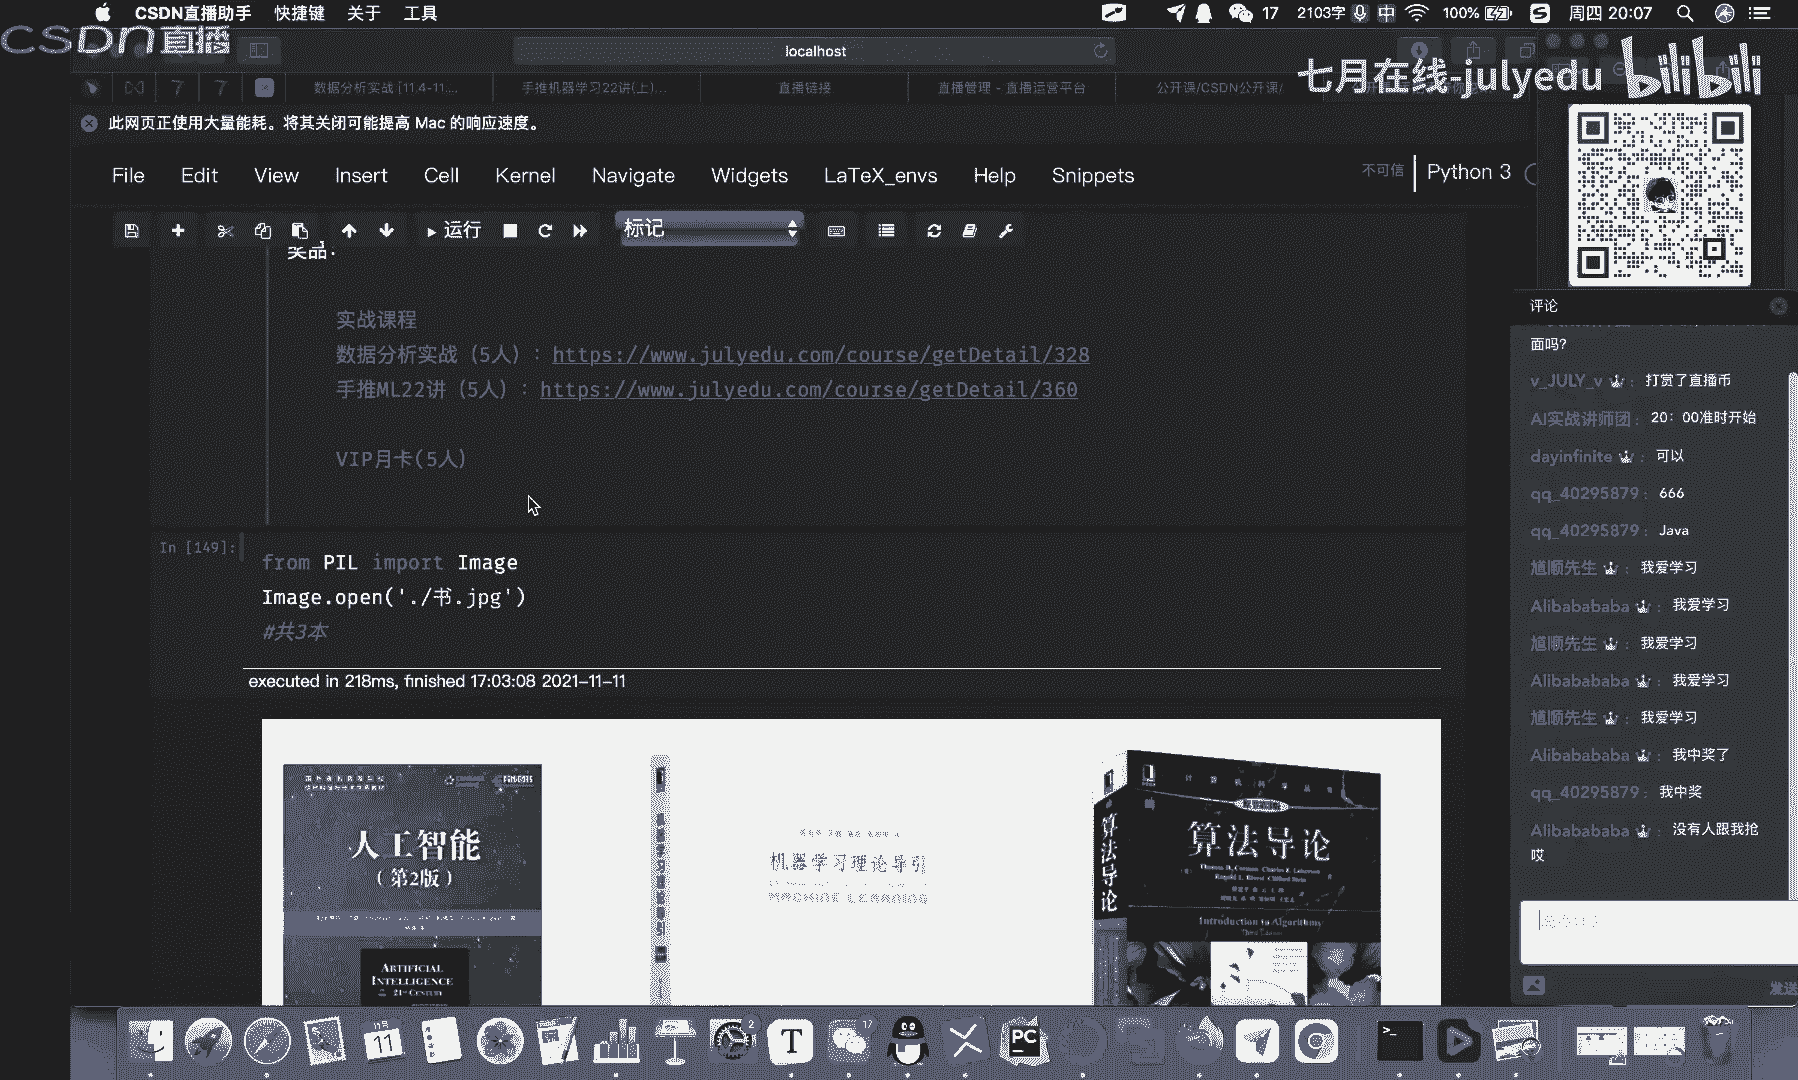 CSDN直播助手 快捷键 关于 工具 17 2103字 中 100% 周四 20:07
CSDN直播
localhost
七月在线-julyedu bilibili
数据分析实战 [11.4-11.... 手推机器学习22讲(上)... 直播链接 直播管理 - 直播运营平台 公开课/CSDN公开课/
此网页正使用大量能耗。将其关闭可能提高 Mac 的响应速度。
File Edit View Insert Cell Kernel Navigate Widgets LaTeX_envs Help Snippets
不可信 Python 3
运行 标记
奖品:
实战课程
数据分析实战 (5人) : https://www.julyedu.com/course/getDetail/328
手推ML22讲 (5人) : https://www.julyedu.com/course/getDetail/360
VIP月卡(5人)
In [149]:
from PIL import Image
Image.open('./书.jpg')
#共3本
executed in 218ms, finished 17:03:08 2021-11-11
人工智能
(第2版)
ARTIFICIAL
INTELLIGENCE
21st Century
机器学习理论导引
MACHINE LEARNING
算法导论
算法导论
Introduction to Algorithms
评论
面吗?
v_JULY_v : 打赏了直播币
AI实战讲师团 : 20:00准时开始
dayinfinite : 可以
qq_40295879 : 666
qq_40295879 : Java
馗顺先生 : 我爱学习
Alibabababa : 我爱学习
馗顺先生 : 我爱学习
Alibabababa : 我爱学习
馗顺先生 : 我爱学习
Alibabababa : 我中奖了
qq_40295879 : 我中奖
Alibabababa : 没有人跟我抢
哎
发送
11
2
T
17
PC